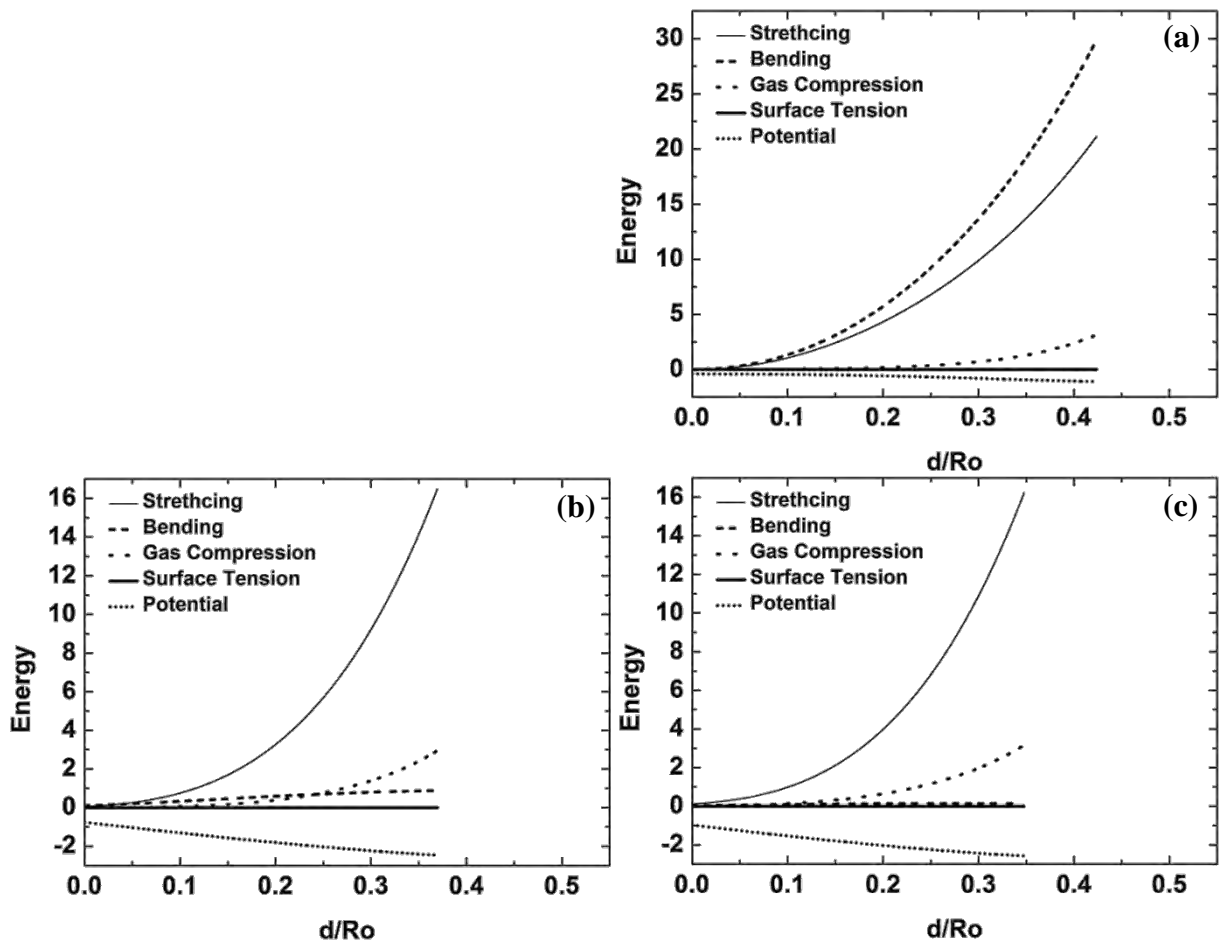 (a)
Strethcing
Bending
Gas Compression
Surface Tension
Potential
30
25
20
15
10
5
0
Energy
0.0 0.1 0.2 0.3 0.4 0.5
d/Ro
(b)
Strethcing
Bending
Gas Compression
Surface Tension
Potential
16
14
12
10
8
6
4
2
0
-2
Energy
0.0 0.1 0.2 0.3 0.4 0.5
d/Ro
(c)
Strethcing
Bending
Gas Compression
Surface Tension
Potential
16
14
12
10
8
6
4
2
0
-2
Energy
0.0 0.1 0.2 0.3 0.4 0.5
d/Ro